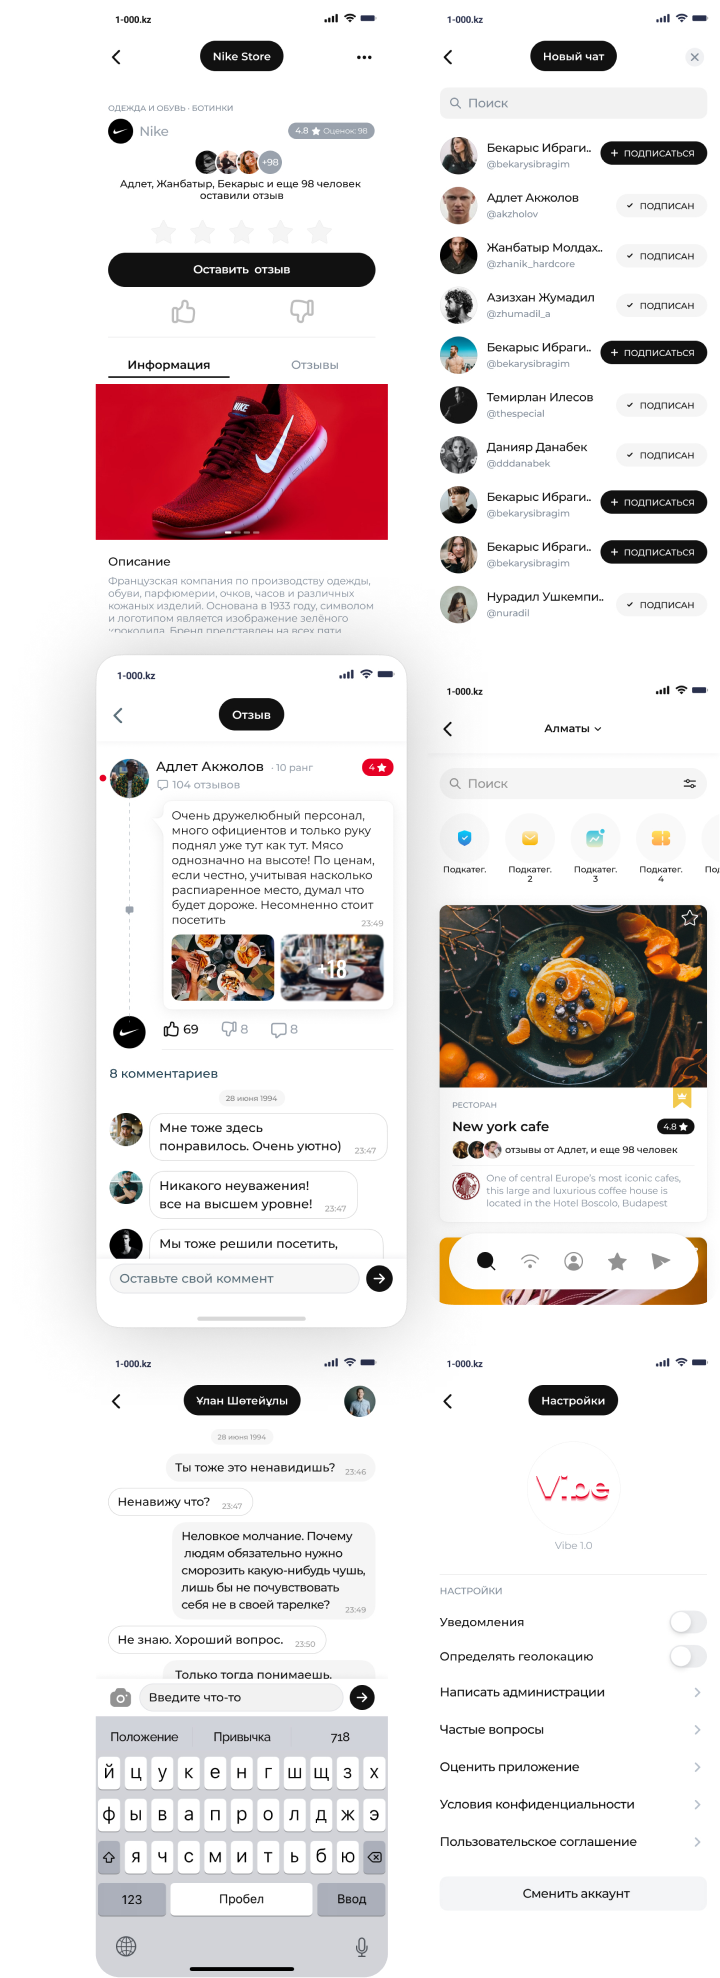 1-000.kz
Nike Store
ОДЕЖДА И ОБУВЬ · БОТИНКИ
Nike
4.8 Оценок: 98
+98
Адлет, Жанбатыр, Бекарыс и еще 98 человек
оставили отзыв
Оставить отзыв
Информация
Отзывы
NIKE
Описание
Французская компания по производству одежды,
обуви, парфюмерии, очков, часов и различных
кожаных изделий. Основана в 1933 году, символом
и логотипом является изображение зелёного
крокодила. Бренд представлен на всех пяти
1-000.kz
Новый чат
Поиск
Бекарыс Ибраги..
@bekarysibragim
+ ПОДПИСАТЬСЯ
Адлет Акжолов
@akzholov
ПОДПИСАН
Жанбатыр Молдах..
@zhanik_hardcore
ПОДПИСАН
Азизхан Жумадил
@zhumadil_a
ПОДПИСАН
Бекарыс Ибраги..
@bekarysibragim
+ ПОДПИСАТЬСЯ
Темирлан Илесов
@thespecial
ПОДПИСАН
Данияр Данабек
@dddanabek
ПОДПИСАН
Бекарыс Ибраги..
@bekarysibragim
+ ПОДПИСАТЬСЯ
Бекарыс Ибраги..
@bekarysibragim
+ ПОДПИСАТЬСЯ
Нурадил Ушкемпи..
@nuradil
ПОДПИСАН
1-000.kz
Отзыв
Адлет Акжолов · 10 ранг
4
104 отзывов
Очень дружелюбный персонал,
много официентов и только руку
поднял уже тут как тут. Мясо
однозначно на высоте! По ценам,
если честно, учитывая насколько
распиаренное место, думал что
будет дороже. Несомненно стоит
посетить
23:49
+18
69
8
8
8 комментариев
28 июня 1994
Мне тоже здесь
понравилось. Очень уютно)
23:47
Никакого неуважения!
все на высшем уровне!
23:47
Мы тоже решили посетить,
Оставьте свой коммент
1-000.kz
Алматы
Поиск
Подкатег.
Подкатег.
2
Подкатег.
3
Подкатег.
4
РЕСТОРАН
New york cafe
4.8
отзывы от Адлет, и еще 98 человек
One of central Europe's most iconic cafes,
this large and luxurious coffee house is
located in the Hotel Boscolo, Budapest
1-000.kz
Ұлан Шөтейұлы
28 июня 1994
Ты тоже это ненавидишь?
23:46
Ненавижу что?
23:47
Неловкое молчание. Почему
людям обязательно нужно
сморозить какую-нибудь чушь,
лишь бы не почувствовать
себя не в своей тарелке?
23:49
Не знаю. Хороший вопрос.
23:50
Только тогда понимаешь,
Введите что-то
Положение
Привычка
718
й ц у к е н г ш щ з х
ф ы в а п р о л д ж э
я ч с м и т ь б ю
123
Пробел
Ввод
1-000.kz
Настройки
Vibe
Vibe 1.0
НАСТРОЙКИ
Уведомления
Определять геолокацию
Написать администрации
Частые вопросы
Оценить приложение
Условия конфиденциальности
Пользовательское соглашение
Сменить аккаунт